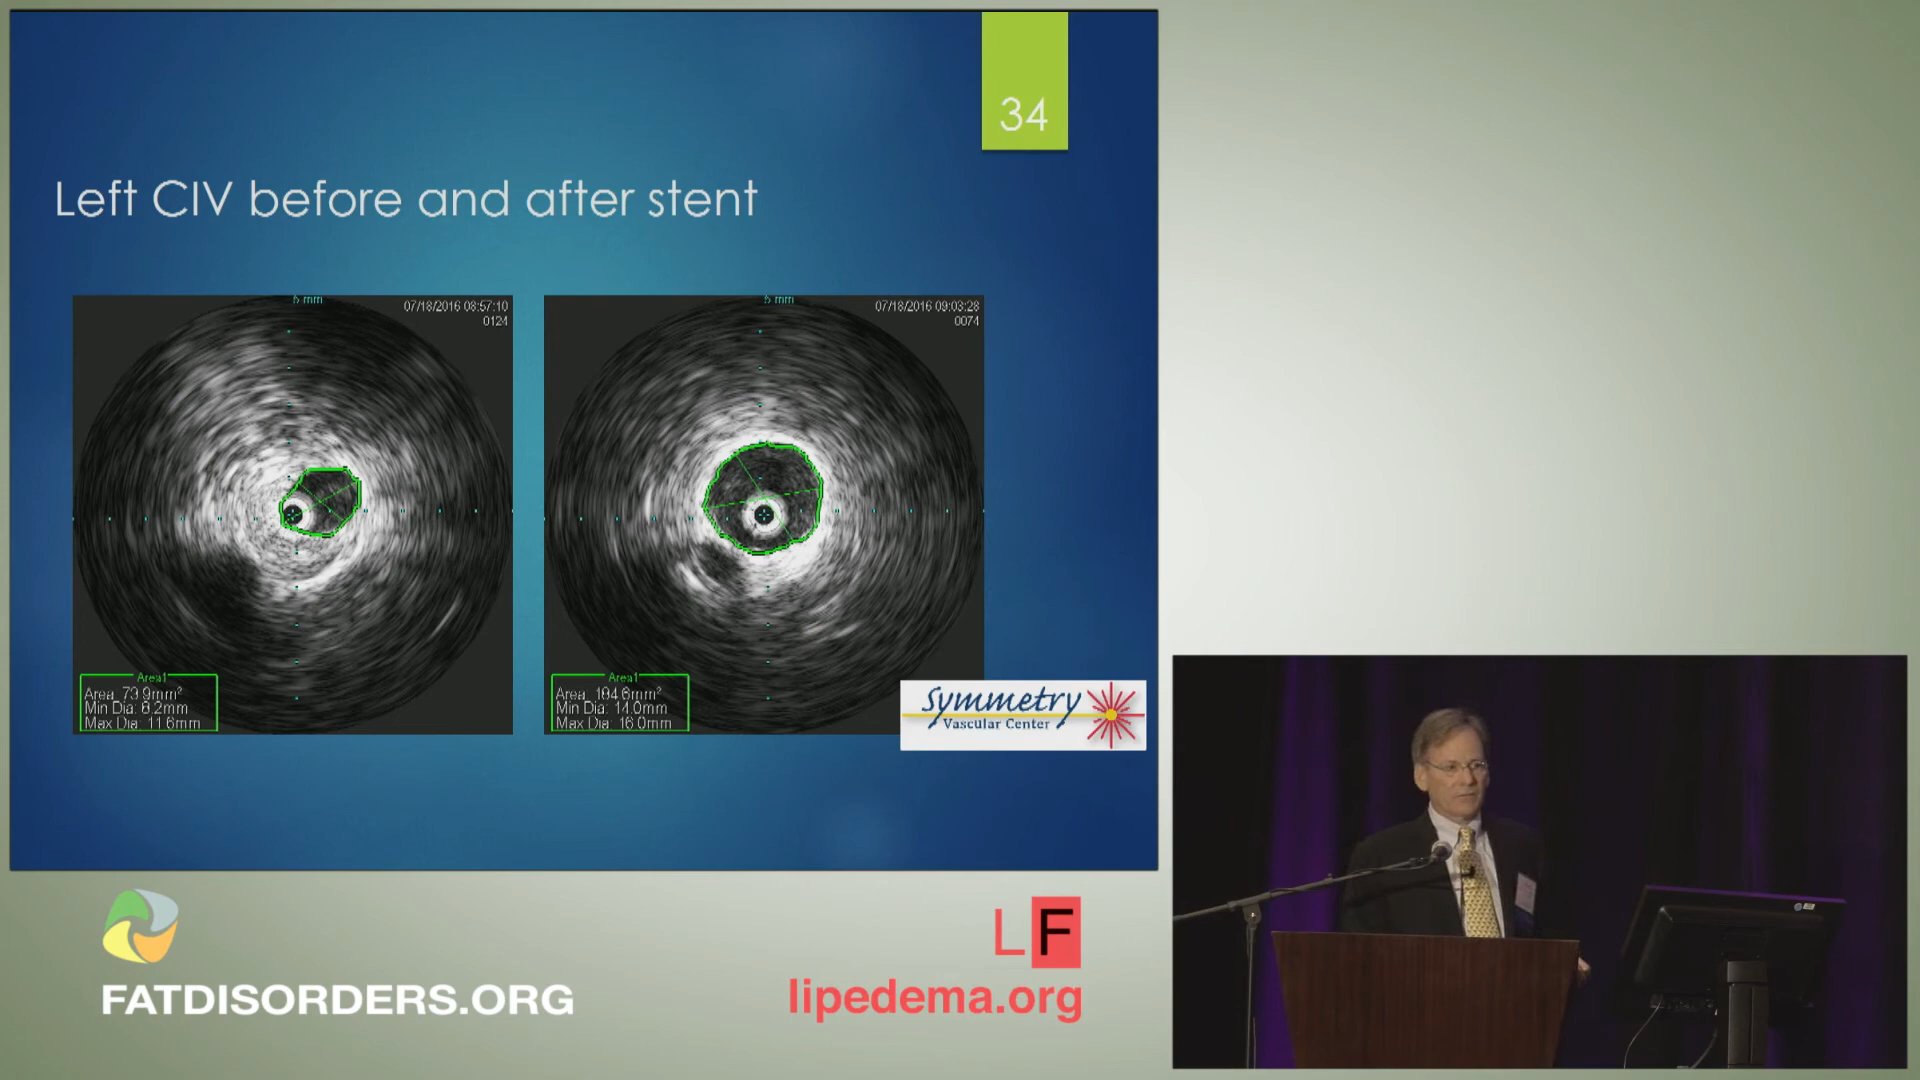 34
Left CIV before and after stent
5 mm
07/18/2016 08:57:10
0124
Area1
Area: 73.9mm²
Min Dia: 8.2mm
Max Dia: 11.6mm
5 mm
07/18/2016 09:03:28
0074
Area1
Area: 184.6mm²
Min Dia: 14.0mm
Max Dia: 16.0mm
Symmetry
Vascular Center
FATDISORDERS.ORG
LF
lipedema.org